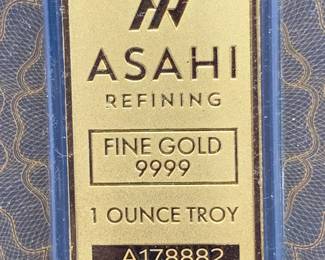 ASAHI
REFINING
FINE GOLD
9999
1 OUNCE TROY
A178882